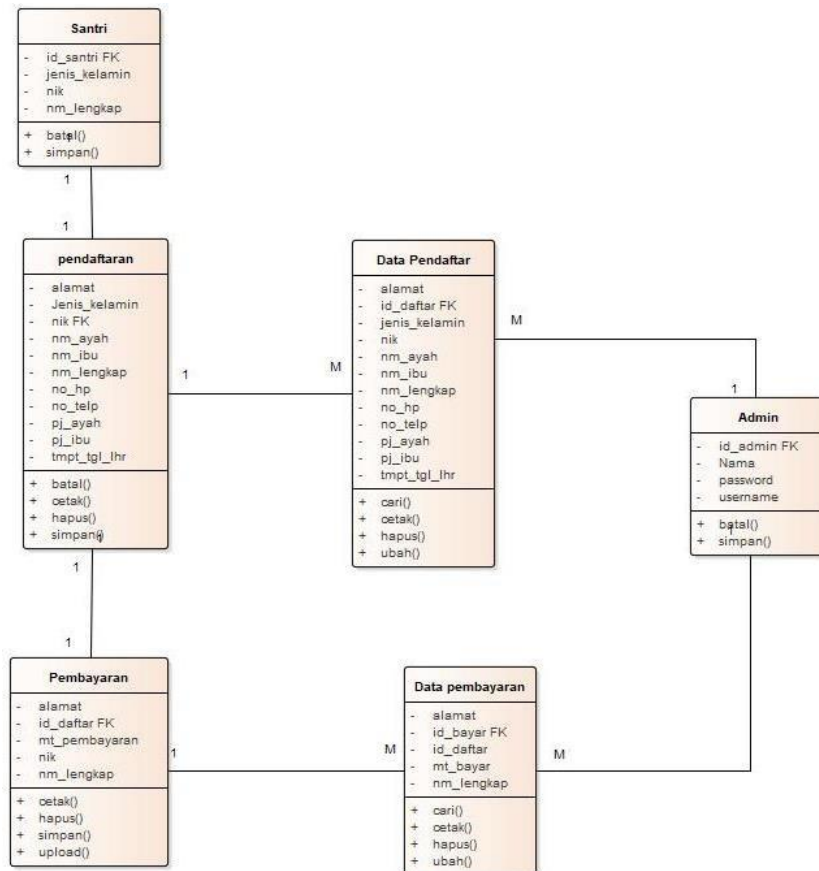 Santri
- id_santri FK
- jenis_kelamin
- nik
- nm_lengkap
+ batal()
1
+ simpan()
1
1
pendaftaran
- alamat
- Jenis_kelamin
- nik FK
- nm_ayah
- nm_ibu
- nm_lengkap
- no_hp
- no_telp
- pj_ayah
- pj_ibu
- tmpt_tgl_lhr
+ batal()
+ cetak()
+ hapus()
+ simpan()
1
1
M
Data Pendaftar
- alamat
- id_daftar FK
- jenis_kelamin
- nik
- nm_ayah
- nm_ibu
- nm_lengkap
- no_hp
- no_telp
- pj_ayah
- pj_ibu
- tmpt_tgl_lhr
+ cari()
+ cetak()
+ hapus()
+ ubah()
M
1
Admin
- id_admin FK
- Nama
- password
- username
+ batal()
1
+ simpan()
1
1
Pembayaran
- alamat
- id_daftar FK
- mt_pembayaran
- nik
- nm_lengkap
+ cetak()
+ hapus()
+ simpan()
+ upload()
1
M
Data pembayaran
- alamat
- id_bayar FK
- id_daftar
- mt_bayar
- nm_lengkap
+ cari()
+ cetak()
+ hapus()
+ ubah()
M